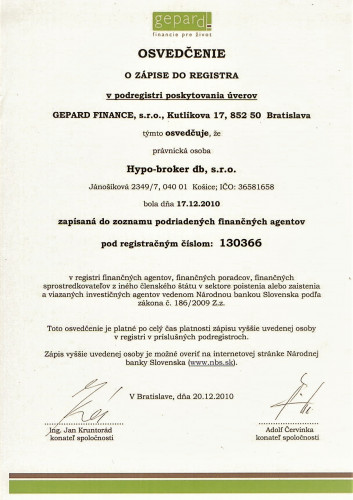 gepard
financie pre život
OSVEDČENIE
O ZÁPISE DO REGISTRA
v podregistri poskytovania úverov
GEPARD FINANCE, s.r.o., Kutlíkova 17, 852 50 Bratislava
týmto osvedčuje, že
právnická osoba
Hypo-broker db, s.r.o.
Jánošíková 2349/7, 040 01 Košice; IČO: 36581658
bola dňa 17.12.2010
zapísaná do zoznamu podriadených finančných agentov
pod registračným číslom: 130366
v registri finančných agentov, finančných poradcov, finančných
sprostredkovateľov z iného členského štátu v sektore poistenia alebo zaistenia
a viazaných investičných agentov vedenom Národnou bankou Slovenska podľa
zákona č. 186/2009 Z.z.
Toto osvedčenie je platné po celý čas platnosti zápisu vyššie uvedenej osoby
v registri v príslušných podregistroch.
Zápis vyššie uvedenej osoby je možné overiť na internetovej stránke Národnej
banky Slovenska (www.nbs.sk).
V Bratislave, dňa 20.12.2010
Ing. Jan Kruntorád
konateľ spoločnosti
Adolf Červinka
konateľ spoločnosti